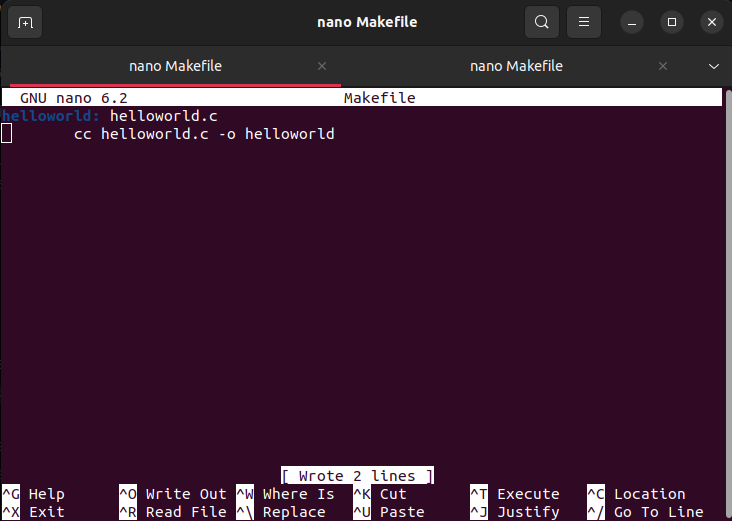 nano Makefile
nano Makefile × nano Makefile ×
GNU nano 6.2 Makefile
helloworld: helloworld.c
cc helloworld.c -o helloworld
[ Wrote 2 lines ]
^G Help ^O Write Out ^W Where Is ^K Cut ^T Execute ^C Location
^X Exit ^R Read File ^\ Replace ^U Paste ^J Justify ^/ Go To Line